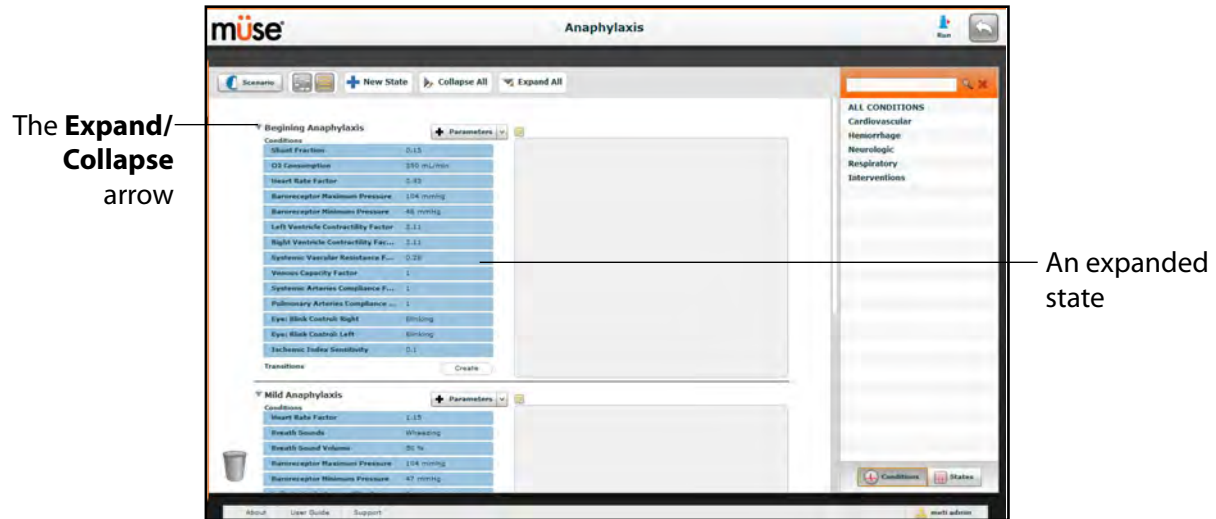 müse
Anaphylaxis
Run
Scenario
New State
Collapse All
Expand All
The Expand/
Collapse
arrow
Begining Anaphylaxis
Parameters
Conditions
Shunt Fraction 0.15
O2 Consumption mL/min
Heart Rate Factor
Baroreceptor Maximum Pressure 104 mmHg
Baroreceptor Minimum Pressure 46 mmHg
Left Ventricle Contractility Factor
Right Ventricle Contractility Fac...
Systemic Vascular Resistance F...
Venous Capacity Factor 1
Systemic Arteries Compliance F... 1
Pulmonary Arteries Compliance ... 1
Eye: Blink Control: Right Blinking
Eye: Blink Control: Left Blinking
Ischemic Index Sensitivity 0.1
Transitions
Create
Mild Anaphylaxis
Parameters
Conditions
Heart Rate Factor 1.15
Breath Sounds Wheezing
Breath Sound Volume %
Baroreceptor Maximum Pressure 104 mmHg
Baroreceptor Minimum Pressure 47 mmHg
ALL CONDITIONS
Cardiovascular
Hemorrhage
Neurologic
Respiratory
Interventions
An expanded
state
Conditions
States
About
User Guide
Support
meti admin